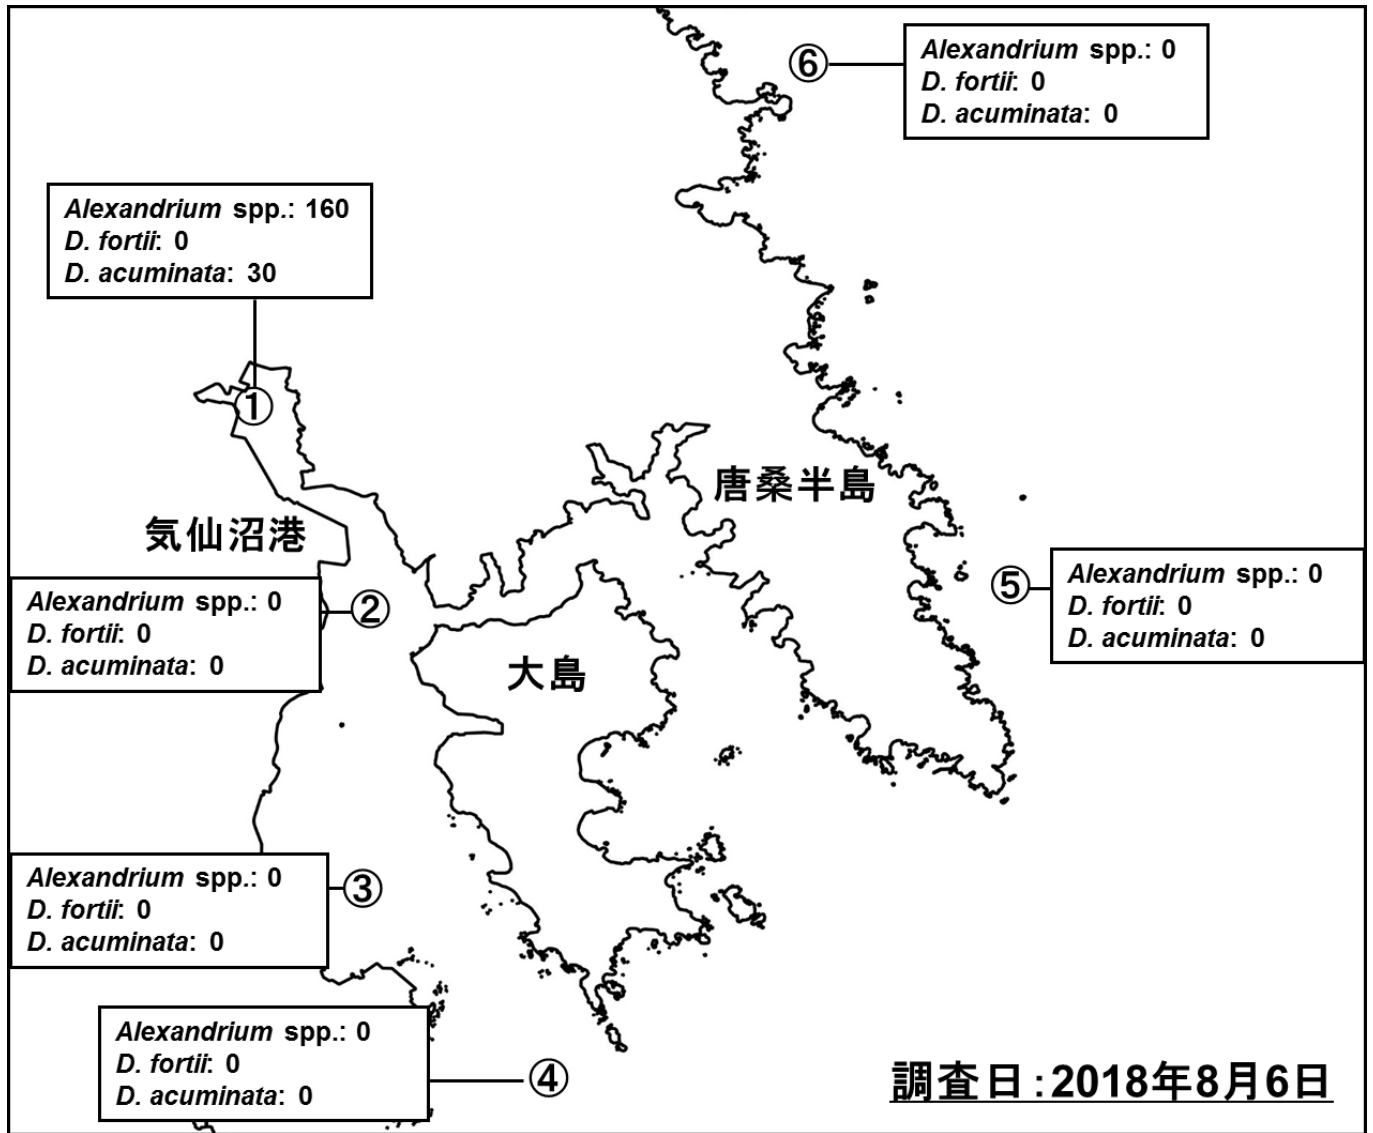 ⑥
Alexandrium spp.: 0
D. fortii: 0
D. acuminata: 0
Alexandrium spp.: 160
D. fortii: 0
D. acuminata: 30
①
唐桑半島
気仙沼港
Alexandrium spp.: 0
D. fortii: 0
D. acuminata: 0
②
⑤
Alexandrium spp.: 0
D. fortii: 0
D. acuminata: 0
大島
Alexandrium spp.: 0
D. fortii: 0
D. acuminata: 0
③
Alexandrium spp.: 0
D. fortii: 0
D. acuminata: 0
④
調査日:2018年8月6日